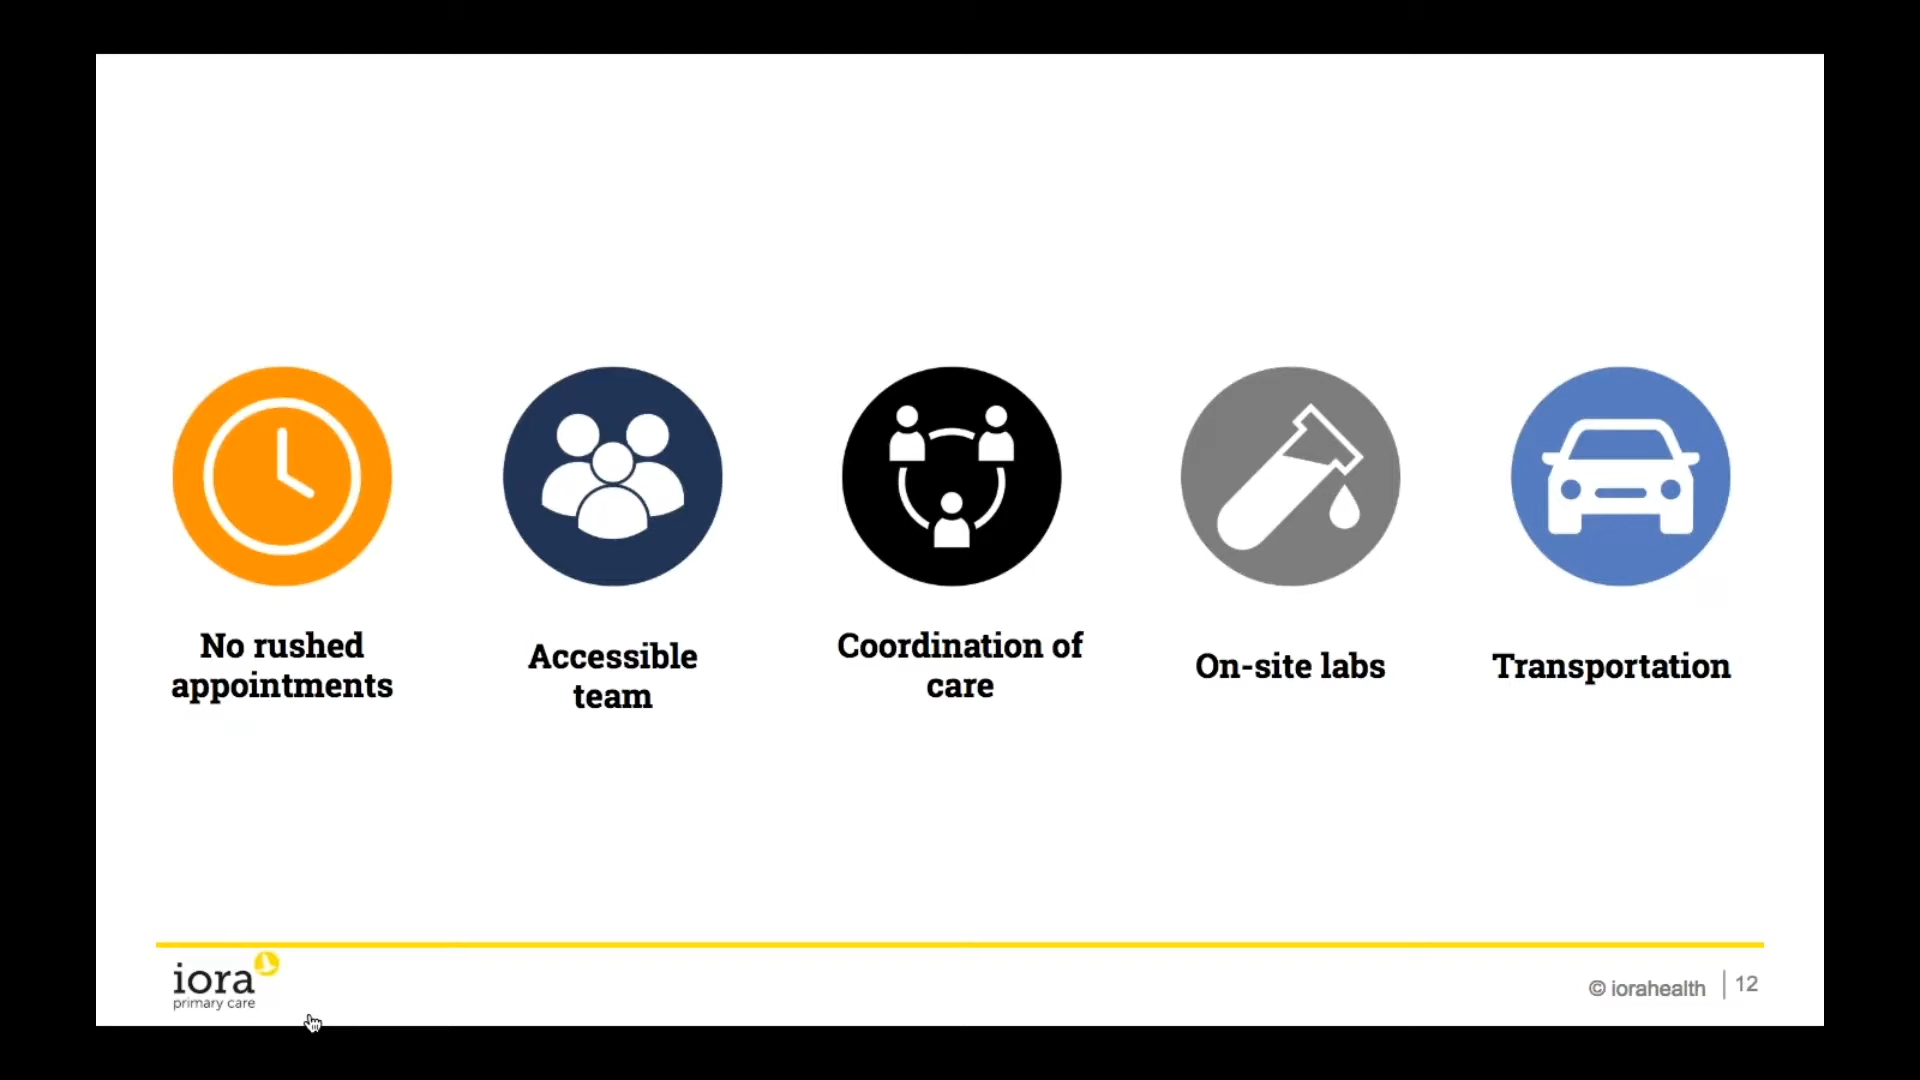 No rushed
appointments
Accessible
team
Coordination of
care
On-site labs
Transportation
iora
primary care
© iorahealth
12